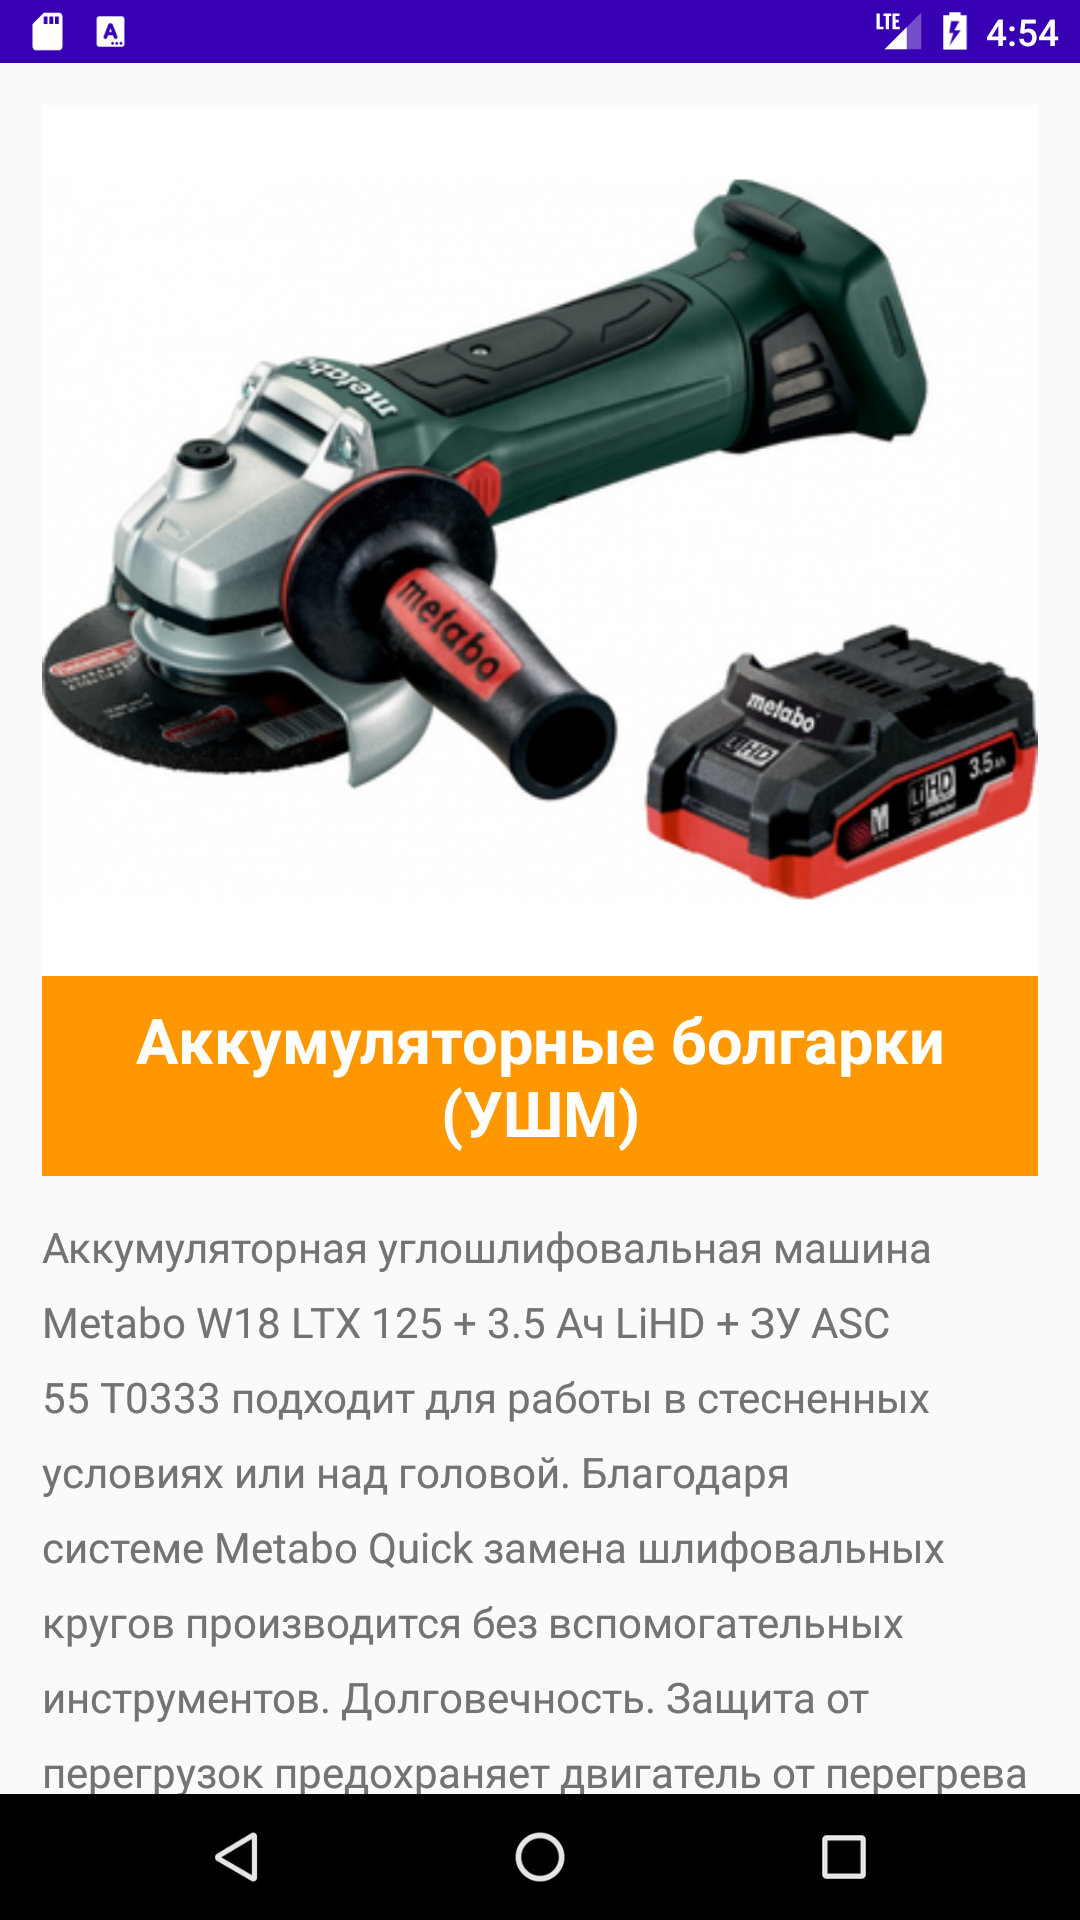 LTE
4:54
metabo
metabo
metabo
LiHD
3.5 Ah
LiHD
M
Аккумуляторные болгарки
(УШМ)
Аккумуляторная углошлифовальная машина
Metabo W18 LTX 125 + 3.5 Ач LiHD + ЗУ ASC
55 T0333 подходит для работы в стесненных
условиях или над головой. Благодаря
системе Metabo Quick замена шлифовальных
кругов производится без вспомогательных
инструментов. Долговечность. Защита от
перегрузок предохраняет двигатель от перегрева